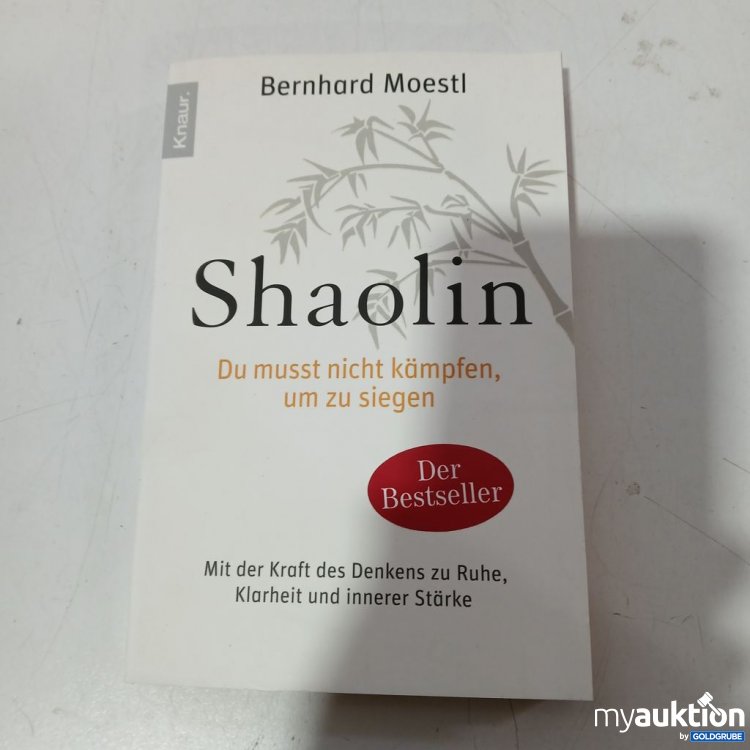 Knaur.
Bernhard Moestl
Shaolin
Du musst nicht kämpfen,
um zu siegen
Der
Bestseller
Mit der Kraft des Denkens zu Ruhe,
Klarheit und innerer Stärke
myauktion
by GOLDGRUBE